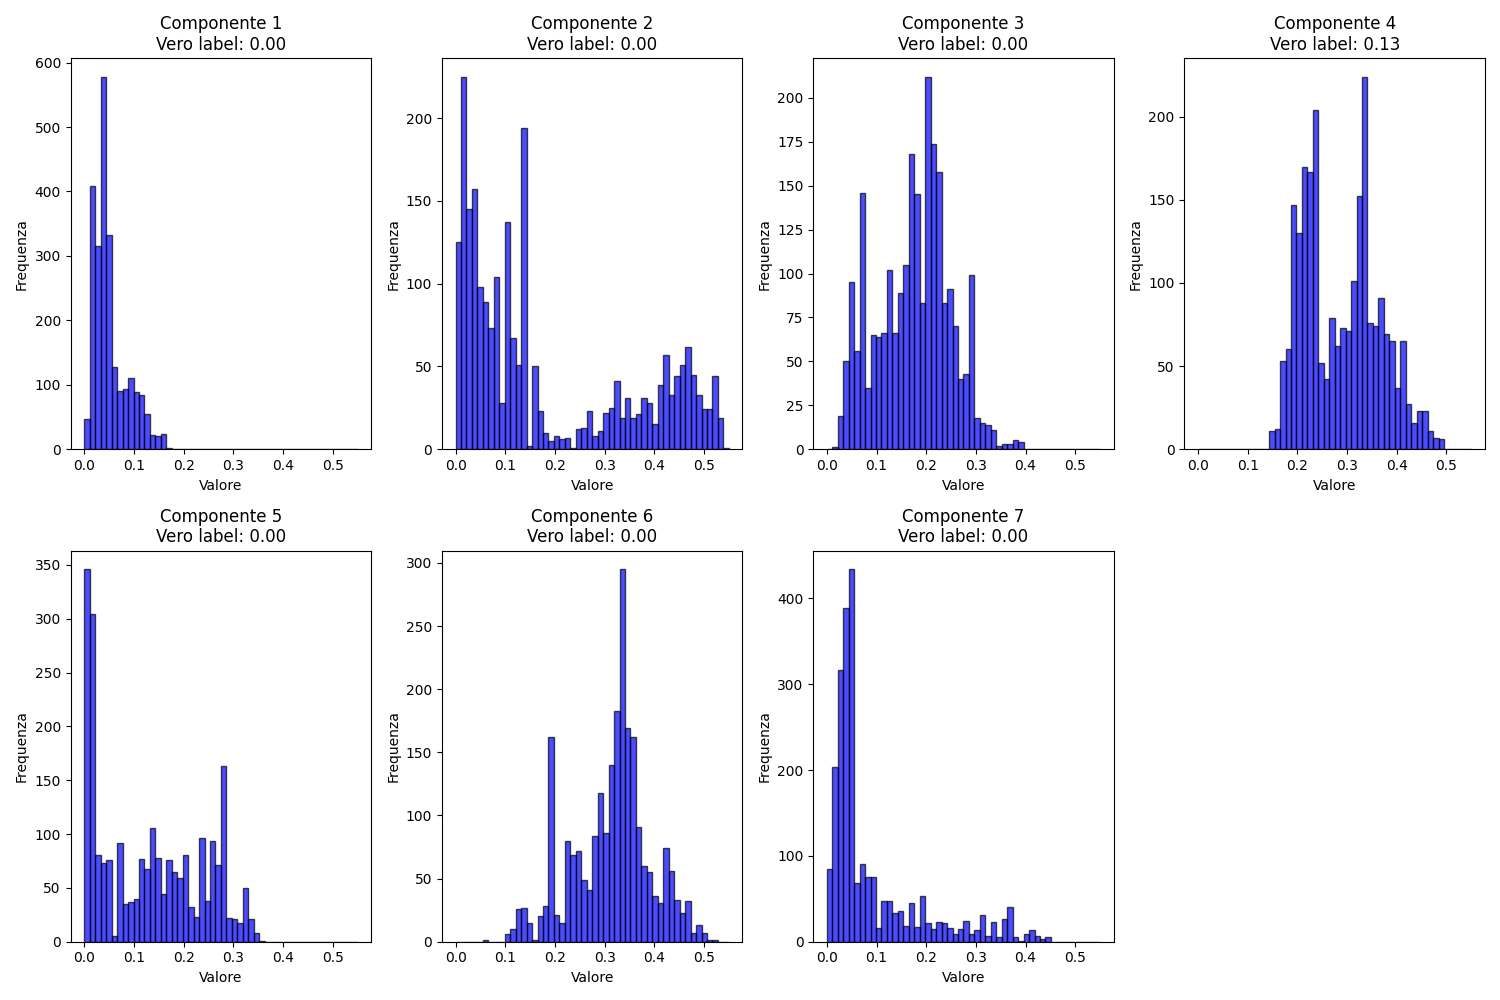 Componente 1
Vero label: 0.00
Componente 2
Vero label: 0.00
Componente 3
Vero label: 0.00
Componente 4
Vero label: 0.13
600
500
400
300
200
100
0
Frequenza
0.0 0.1 0.2 0.3 0.4 0.5
Valore
200
150
100
50
0
Frequenza
0.0 0.1 0.2 0.3 0.4 0.5
Valore
200
175
150
125
100
75
50
25
0
Frequenza
0.0 0.1 0.2 0.3 0.4 0.5
Valore
200
150
100
50
0
Frequenza
0.0 0.1 0.2 0.3 0.4 0.5
Valore
Componente 5
Vero label: 0.00
Componente 6
Vero label: 0.00
Componente 7
Vero label: 0.00
350
300
250
200
150
100
50
0
Frequenza
0.0 0.1 0.2 0.3 0.4 0.5
Valore
300
250
200
150
100
50
0
Frequenza
0.0 0.1 0.2 0.3 0.4 0.5
Valore
400
300
200
100
0
Frequenza
0.0 0.1 0.2 0.3 0.4 0.5
Valore